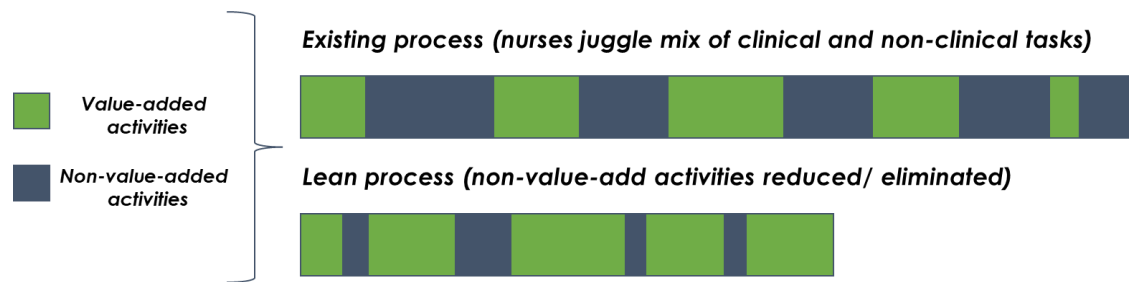 Existing process (nurses juggle mix of clinical and non-clinical tasks)
Value-added
activities
Non-value-added
activities
Lean process (non-value-add activities reduced/ eliminated)